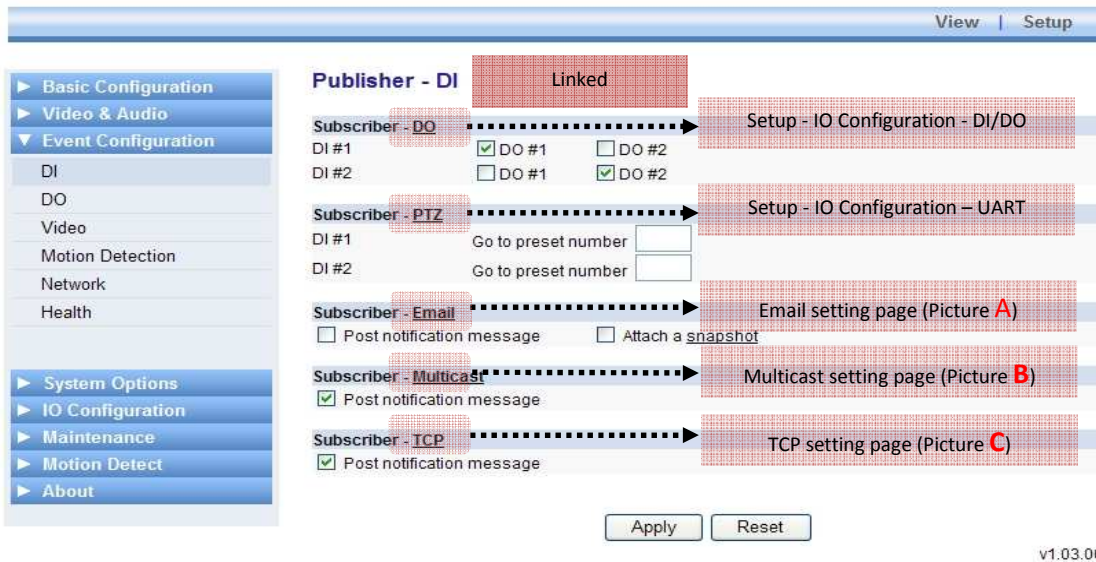 View | Setup
Basic Configuration
Video & Audio
Event Configuration
DI
DO
Video
Motion Detection
Network
Health
System Options
IO Configuration
Maintenance
Motion Detect
About
Publisher - DI
Linked
Subscriber - DO
Setup - IO Configuration - DI/DO
DI #1 DO #1 DO #2
DI #2 DO #1 DO #2
Subscriber - PTZ
Setup - IO Configuration – UART
DI #1 Go to preset number
DI #2 Go to preset number
Subscriber - Email
Email setting page (Picture A)
Post notification message Attach a snapshot
Subscriber - Multicast
Multicast setting page (Picture B)
Post notification message
Subscriber - TCP
TCP setting page (Picture C)
Post notification message
Apply Reset